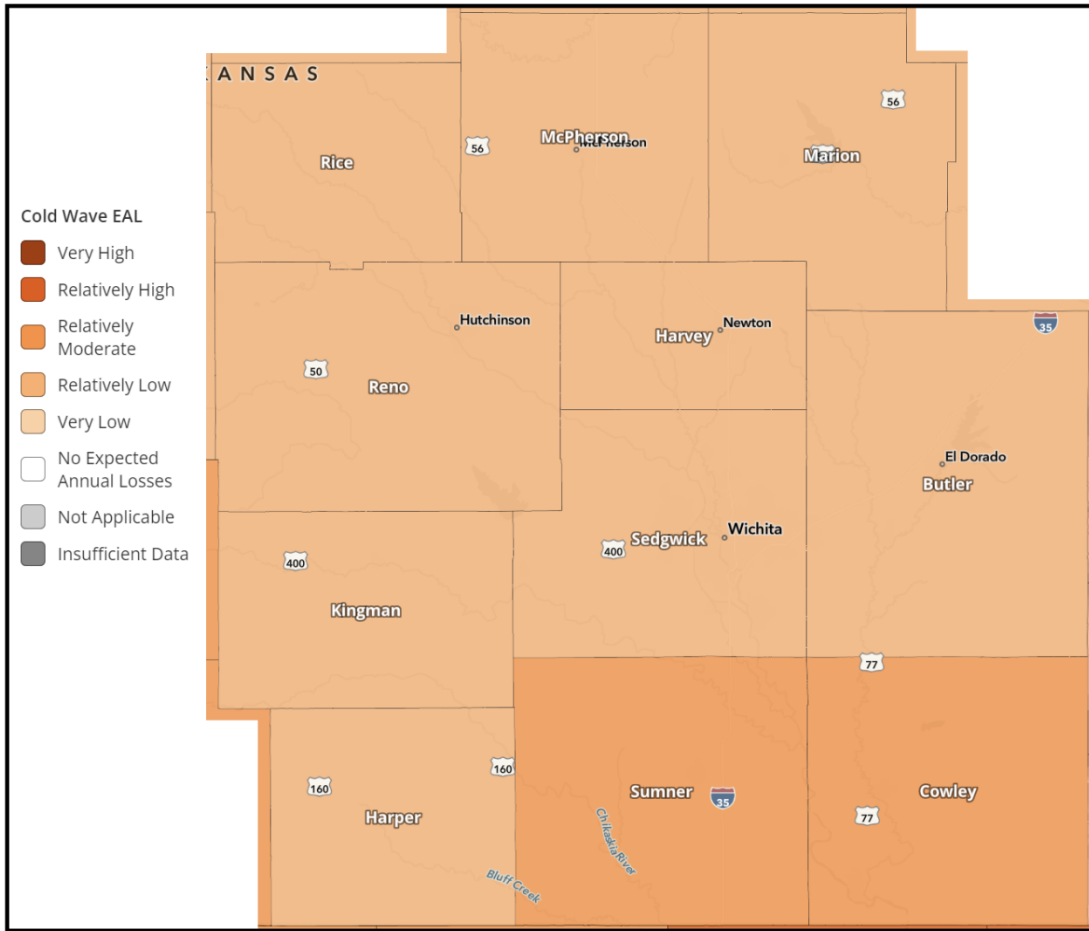 KANSAS
56
McPherson
McPherson
56
Rice
Marion
Cold Wave EAL
Very High
Relatively High
Relatively
Moderate
Relatively Low
Very Low
No Expected
Annual Losses
Not Applicable
Insufficient Data
Hutchinson
Newton
35
Harvey
50
Reno
El Dorado
Butler
Wichita
Sedgwick
400
400
Kingman
77
160
160
Sumner
35
Cowley
77
Harper
Chikaskia River
Bluff Creek